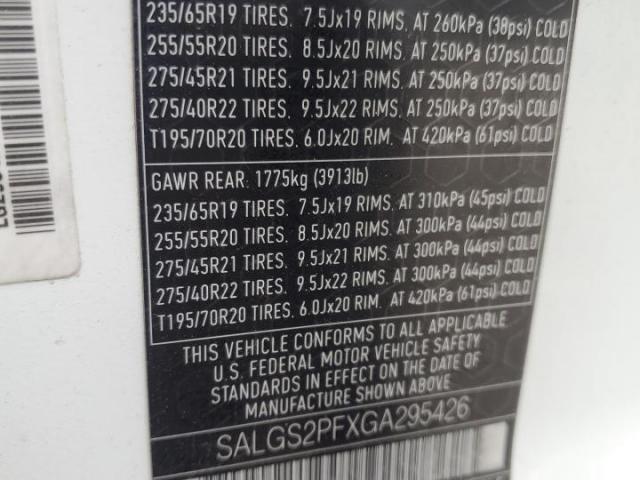 235/65R19 TIRES. 7.5Jx19 RIMS. AT 260kPa (38psi) COLD
255/55R20 TIRES. 8.5Jx20 RIMS. AT 250kPa (37psi) COLD
275/45R21 TIRES. 9.5Jx21 RIMS. AT 250kPa (37psi) COLD
275/40R22 TIRES. 9.5Jx22 RIMS. AT 250kPa (37psi) COLD
T195/70R20 TIRES. 6.0Jx20 RIM. AT 420kPa (61psi) COLD
GAWR REAR: 1775kg (3913lb)
235/65R19 TIRES. 7.5Jx19 RIMS. AT 310kPa (45psi) COLD
255/55R20 TIRES. 8.5Jx20 RIMS. AT 300kPa (44psi) COLD
275/45R21 TIRES. 9.5Jx21 RIMS. AT 300kPa (44psi) COLD
275/40R22 TIRES. 9.5Jx22 RIMS. AT 300kPa (44psi) COLD
T195/70R20 TIRES. 6.0Jx20 RIM. AT 420kPa (61psi) COLD
THIS VEHICLE CONFORMS TO ALL APPLICABLE
U.S. FEDERAL MOTOR VEHICLE SAFETY
STANDARDS IN EFFECT ON THE DATE OF
MANUFACTURE SHOWN ABOVE
SALGS2PFXGA295426